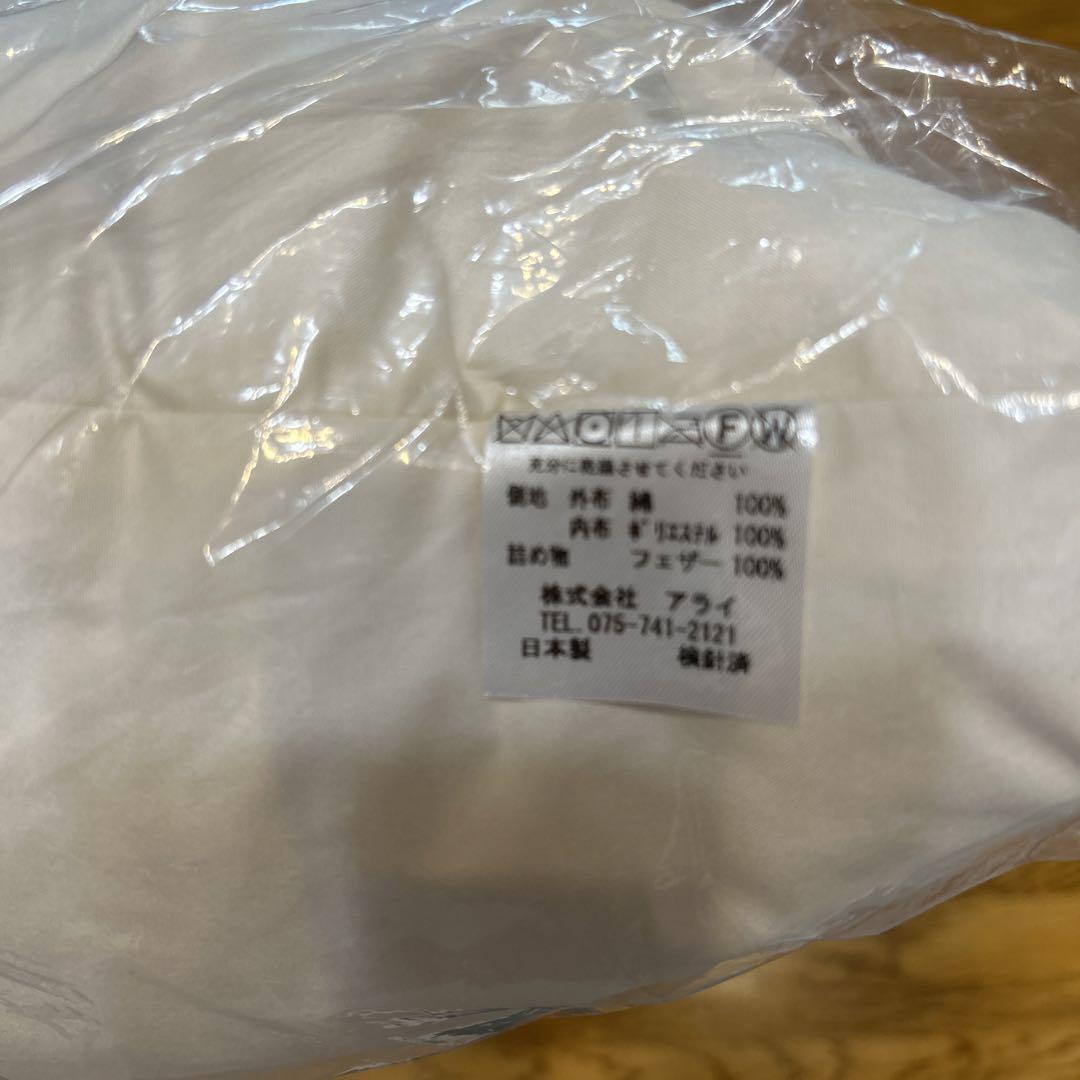 充分に乾燥させてください
側地 外布 綿 100%
内布 ポリエステル 100%
詰め物 フェザー 100%
株式会社 アライ
TEL. 075-741-2121
日本製 検針済